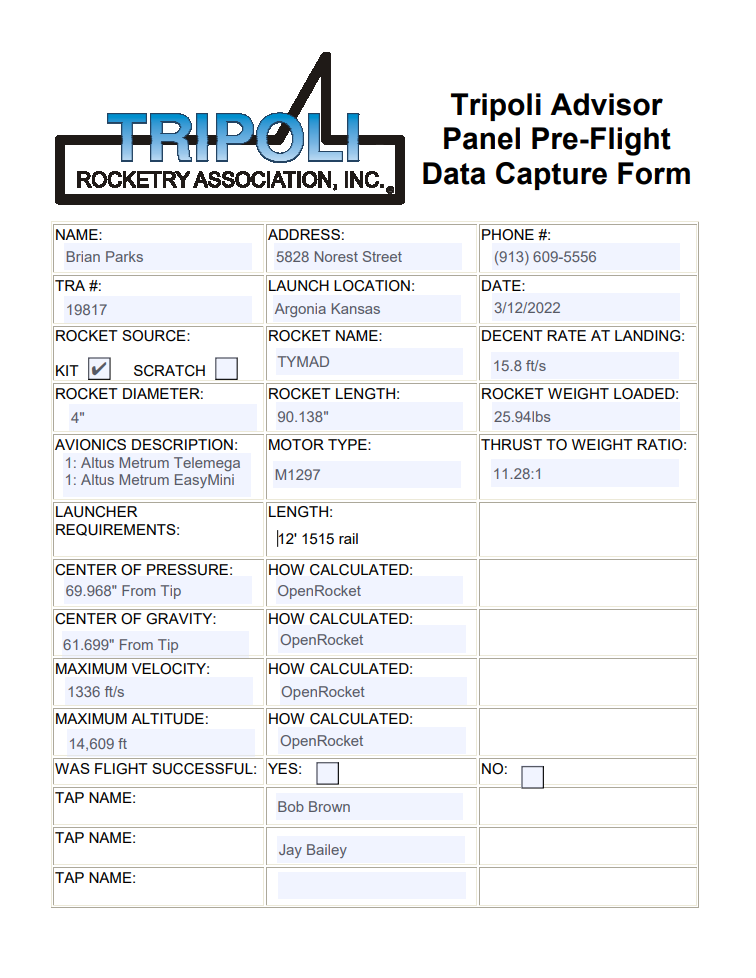 TRIPOLI
ROCKETRY ASSOCIATION, INC.
Tripoli Advisor
Panel Pre-Flight
Data Capture Form
NAME: ADDRESS: PHONE #:
Brian Parks 5828 Norest Street (913) 609-5556
TRA #: LAUNCH LOCATION: DATE:
19817 Argonia Kansas 3/12/2022
ROCKET SOURCE: ROCKET NAME: DECENT RATE AT LANDING:
KIT ✔ SCRATCH TYMAD 15.8 ft/s
ROCKET DIAMETER: ROCKET LENGTH: ROCKET WEIGHT LOADED:
4" 90.138" 25.94lbs
AVIONICS DESCRIPTION: MOTOR TYPE: THRUST TO WEIGHT RATIO:
1: Altus Metrum Telemega
1: Altus Metrum EasyMini M1297 11.28:1
LAUNCHER
REQUIREMENTS: LENGTH:
12' 1515 rail
CENTER OF PRESSURE: HOW CALCULATED:
69.968" From Tip OpenRocket
CENTER OF GRAVITY: HOW CALCULATED:
61.699" From Tip OpenRocket
MAXIMUM VELOCITY: HOW CALCULATED:
1336 ft/s OpenRocket
MAXIMUM ALTITUDE: HOW CALCULATED:
14,609 ft OpenRocket
WAS FLIGHT SUCCESSFUL: YES: NO:
TAP NAME: Bob Brown
TAP NAME: Jay Bailey
TAP NAME: